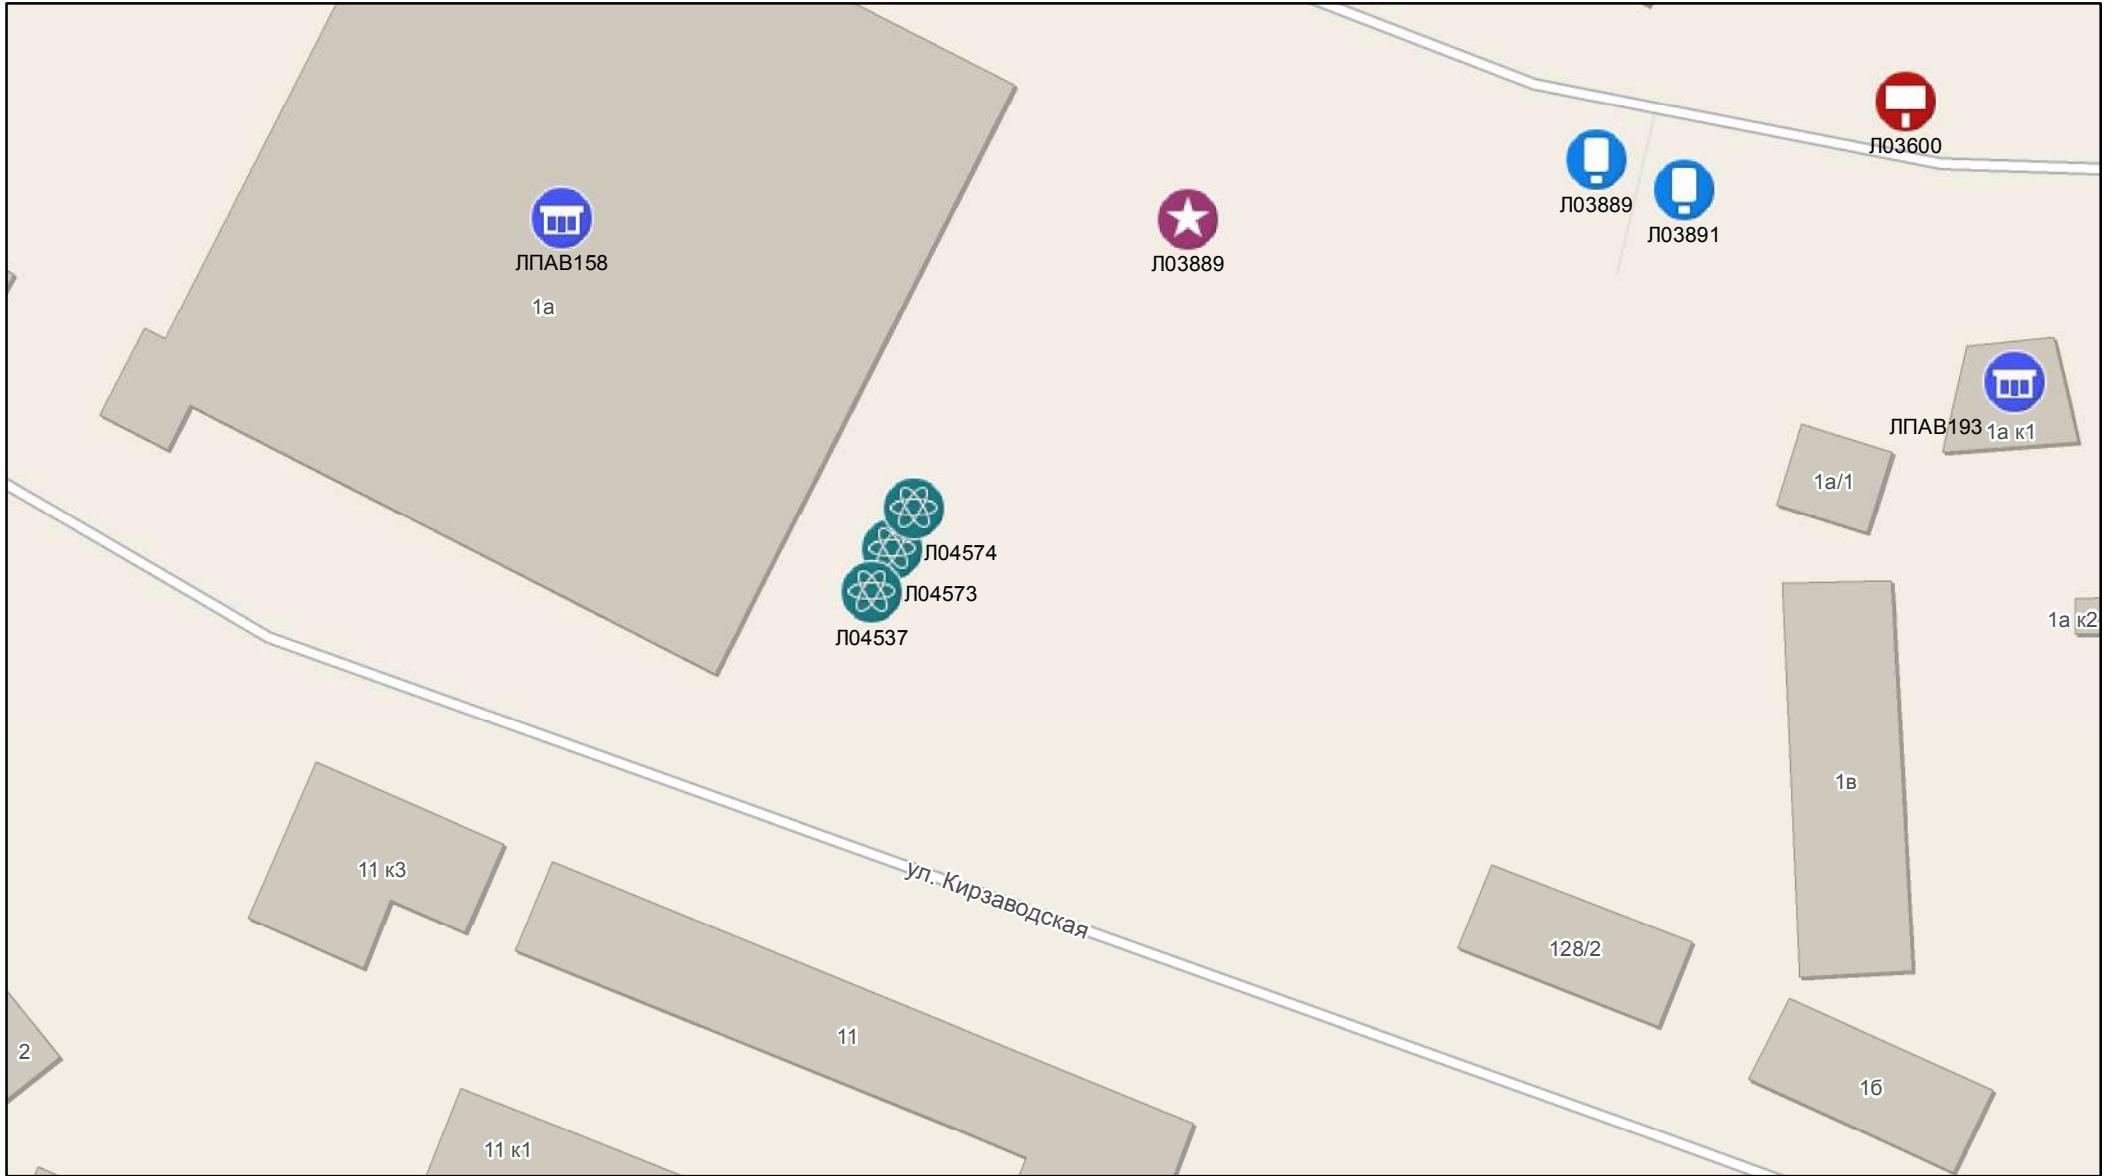 Л03600
Л03889
Л03891
ЛПАВ158
Л03889
1а
ЛПАВ193
1а к1
1а/1
Л04574
Л04573
Л04537
1а к2
1в
11 к3
ул. Кирзаводская
128/2
11
2
1б
11 к1